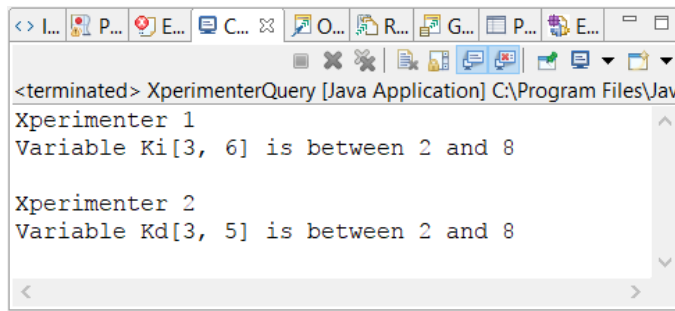 I... P... E... C... O... R... G... P... E...
<terminated> XperimenterQuery [Java Application] C:\Program Files\Jav
Xperimenter 1
Variable Ki[3, 6] is between 2 and 8
Xperimenter 2
Variable Kd[3, 5] is between 2 and 8